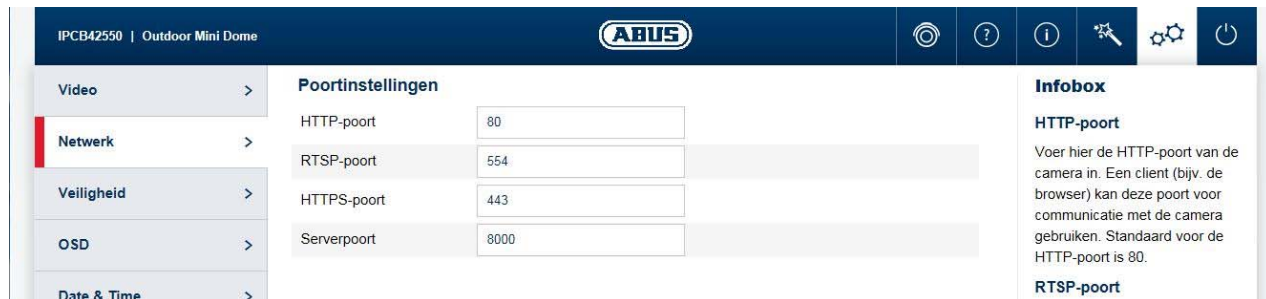 IPCB42550 | Outdoor Mini Dome
ABUS
Video
Netwerk
Veiligheid
OSD
Date & Time
Poortinstellingen
HTTP-poort 80
RTSP-poort 554
HTTPS-poort 443
Serverpoort 8000
Infobox
HTTP-poort
Voer hier de HTTP-poort van de
camera in. Een client (bijv. de
browser) kan deze poort voor
communicatie met de camera
gebruiken. Standaard voor de
HTTP-poort is 80.
RTSP-poort